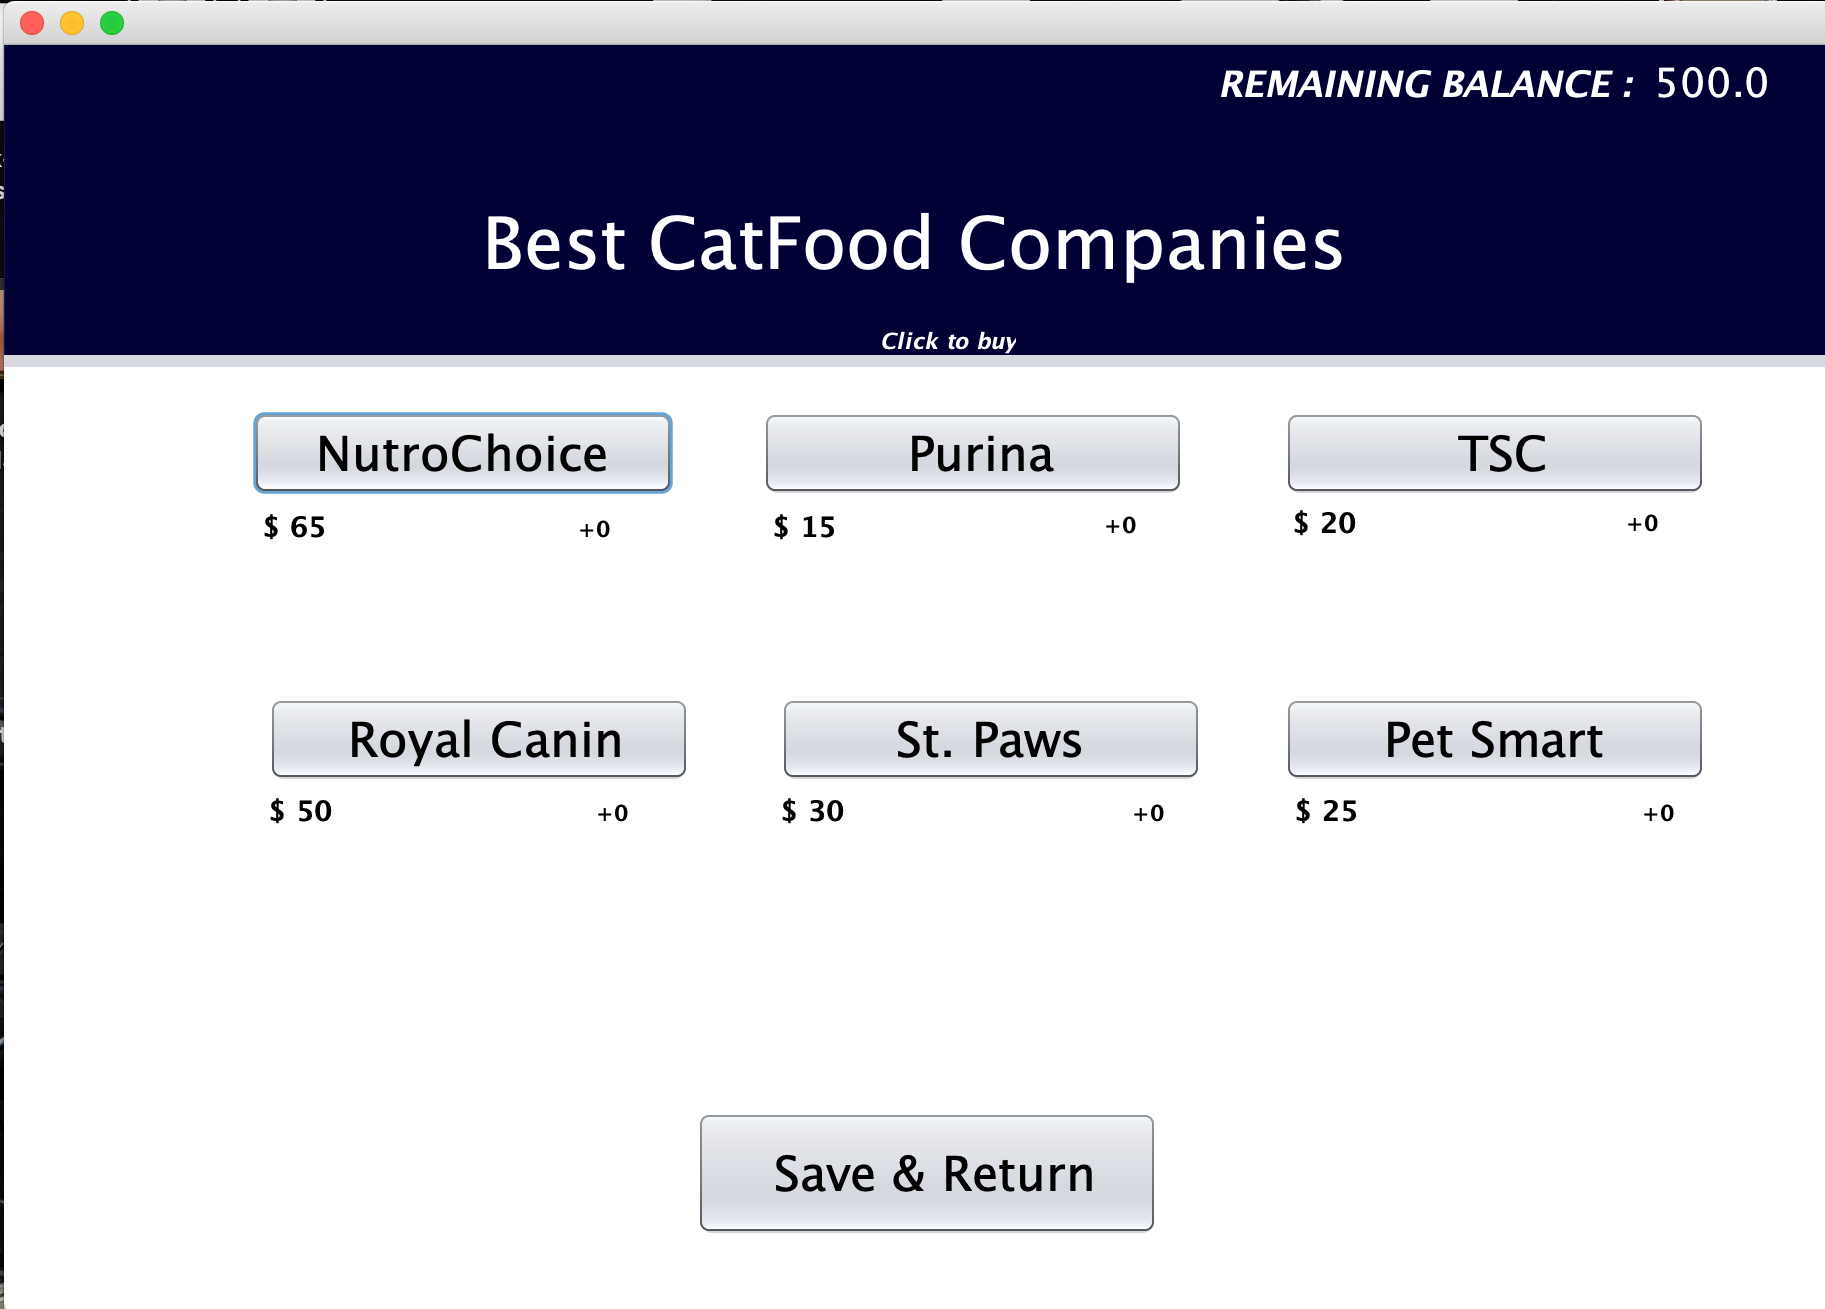 REMAINING BALANCE : 500.0
Best CatFood Companies
Click to buy
NutroChoice Purina TSC
$ 65 +0 $ 15 +0 $ 20 +0
Royal Canin St. Paws Pet Smart
$ 50 +0 $ 30 +0 $ 25 +0
Save & Return